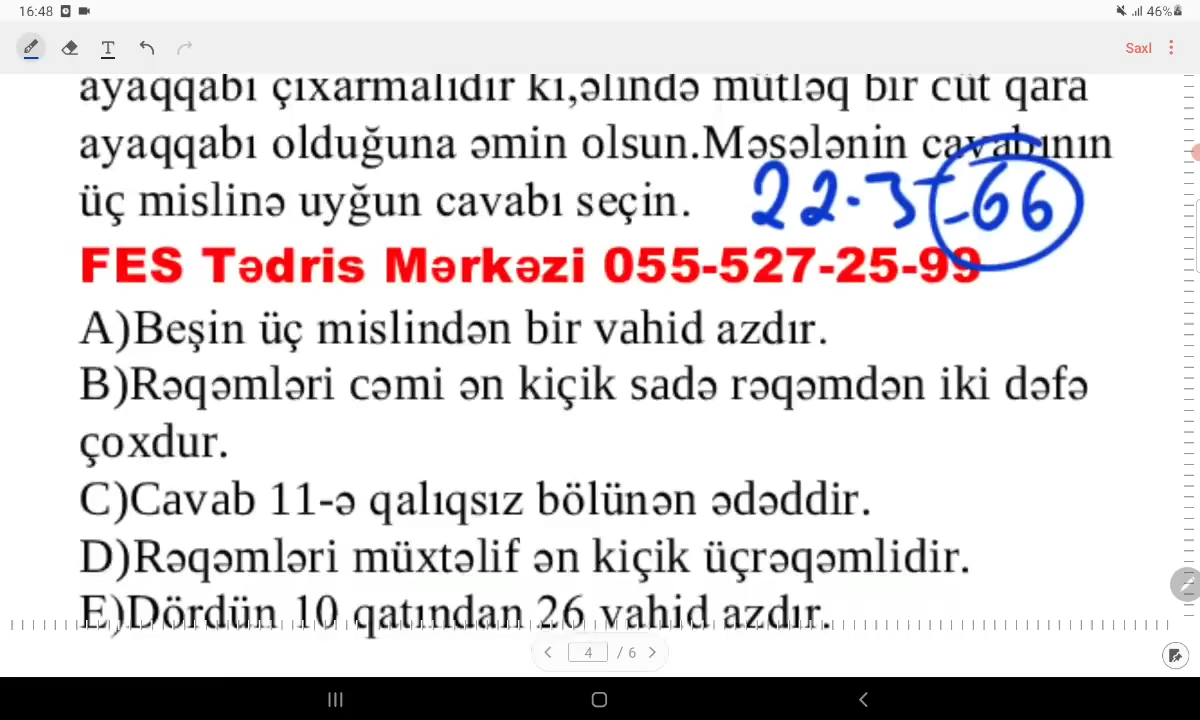 16:48 46%
Saxl
ayaqqabı çıxarmalıdır ki,əlində mütləq bir cüt qara
ayaqqabı olduğuna əmin olsun.Məsələnin cavabının
üç mislinə uyğun cavabı seçin. 22·3=66
FES Tədris Mərkəzi 055-527-25-99
A)Beşin üç mislindən bir vahid azdır.
B)Rəqəmləri cəmi ən kiçik sadə rəqəmdən iki dəfə
çoxdur.
C)Cavab 11-ə qalıqsız bölünən ədəddir.
D)Rəqəmləri müxtəlif ən kiçik üçrəqəmlidir.
E)Dördün 10 qatından 26 vahid azdır.
4 / 6